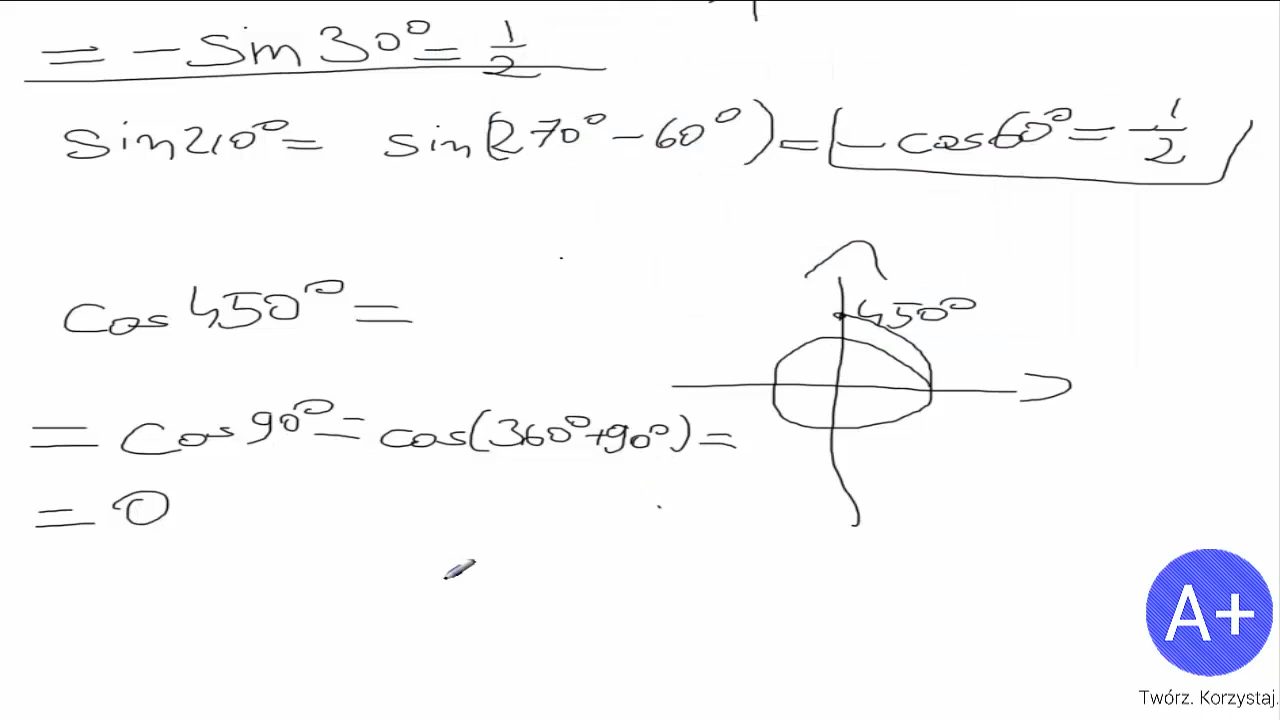 = - sin 30° = 1/2
sin 210° = sin(270° - 60°) = - cos 60° = -1/2
cos 450° =
450°
= cos 90° = cos(360° + 90°) =
= 0
A+
Twórz. Korzystaj.